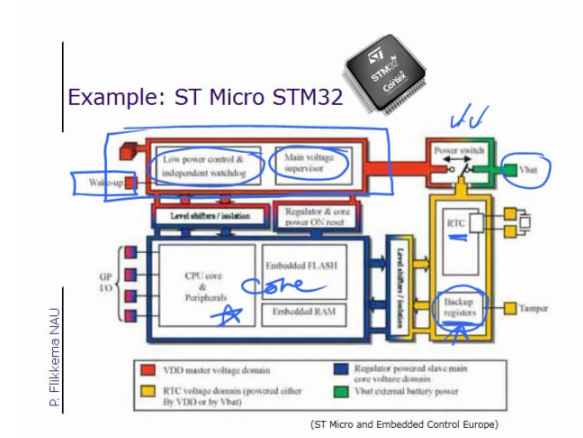 ST
STM32
Cortex
Example: ST Micro STM32
Low power control &
independent watchdog
Main voltage
supervisor
Power switch
Vbat
Wake-up
Level shifters / isolation
Regulator & core
power ON reset
RTC
GP
I/O
CPU core
&
Peripherals
Core
Embedded FLASH
Embedded RAM
Level shifters / isolation
Backup
registers
Tamper
VDD master voltage domain
RTC voltage domain (powered either
By VDD or by Vbat)
Regulator powered slave main
core voltage domain
Vbat external battery power
(ST Micro and Embedded Control Europe)
P. Flikkema NAU